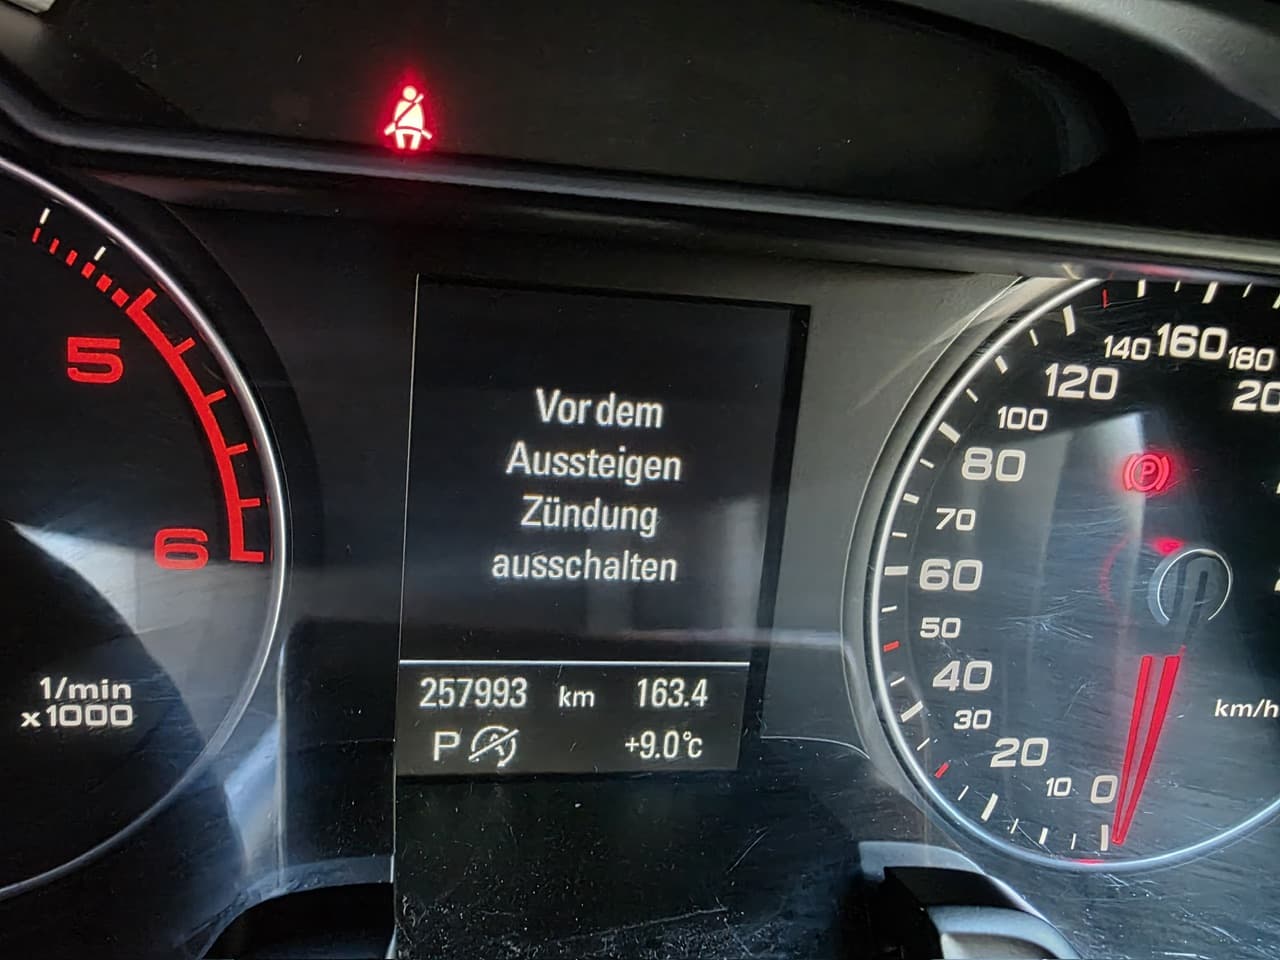 5
6
1/min
x1000
Vor dem
Aussteigen
Zündung
ausschalten
257993 km 163.4
P +9.0°C
0
10
20
30
40
50
60
70
80
100
120
140
160
180
P
km/h